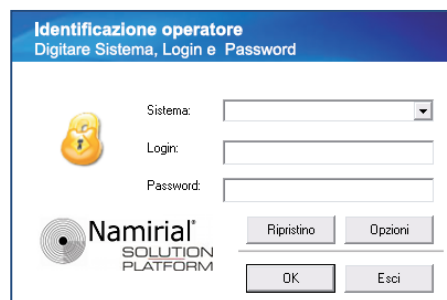 Identificazione operatore
Digitare Sistema, Login e Password
Sistema:
Login:
Password:
Namirial®
SOLUTION
PLATFORM
Ripristino Opzioni
OK Esci